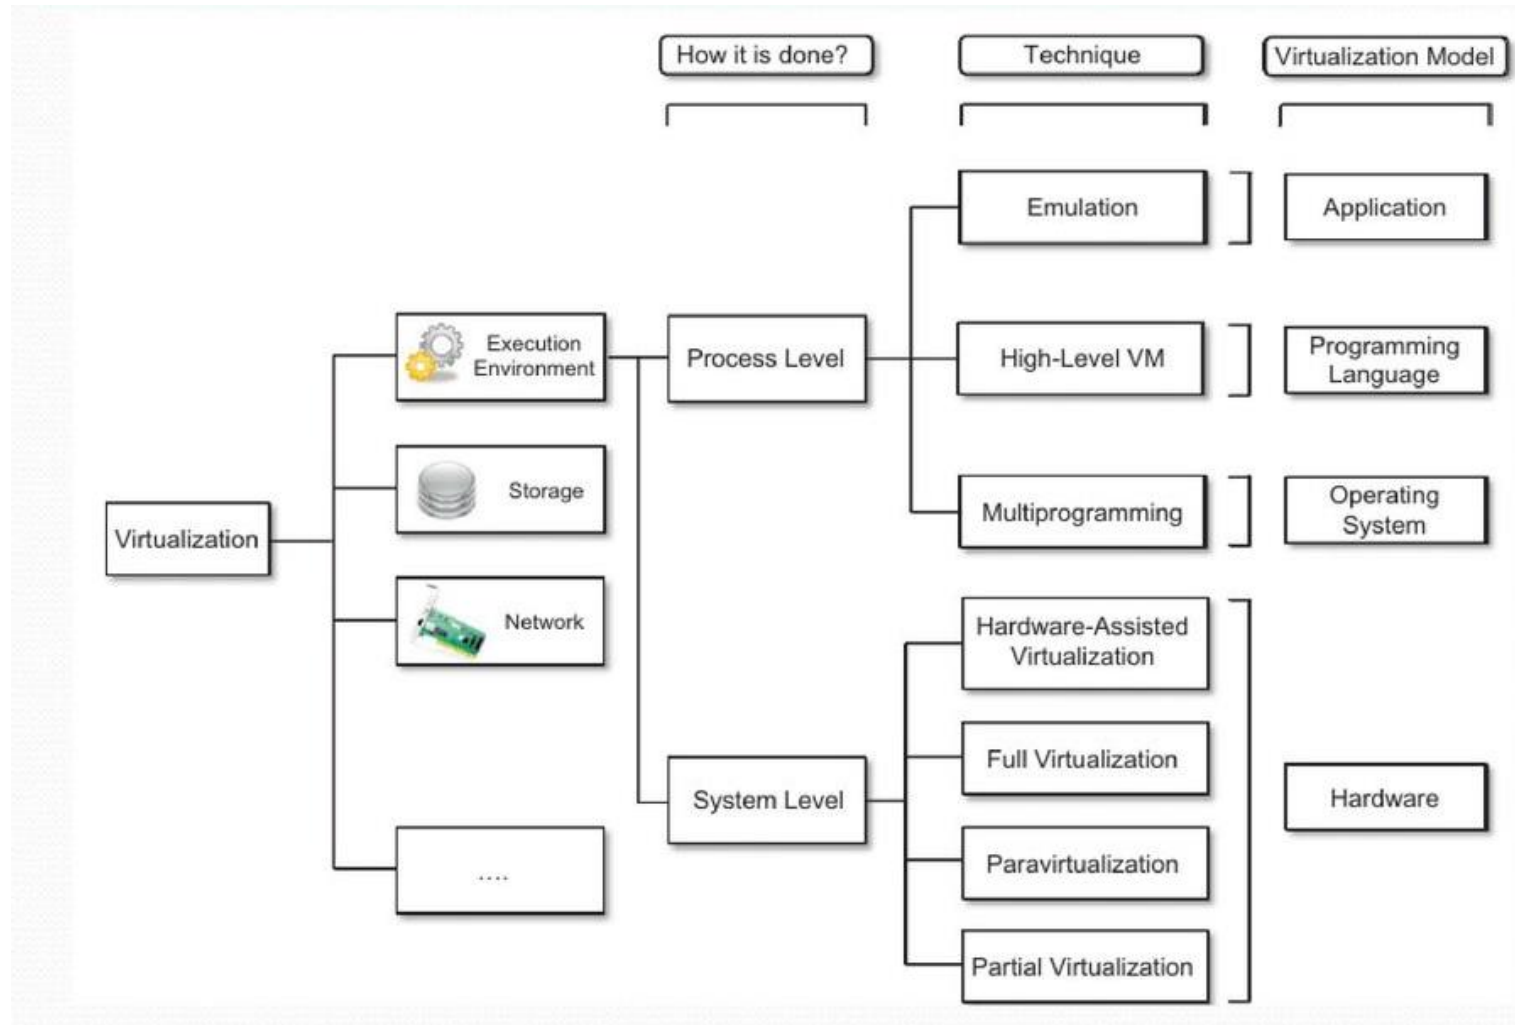 How it is done?
Technique
Virtualization Model
Emulation
Application
Execution
Environment
Process Level
High-Level VM
Programming
Language
Storage
Multiprogramming
Operating
System
Virtualization
Network
Hardware-Assisted
Virtualization
Full Virtualization
System Level
Hardware
Paravirtualization
....
Partial Virtualization